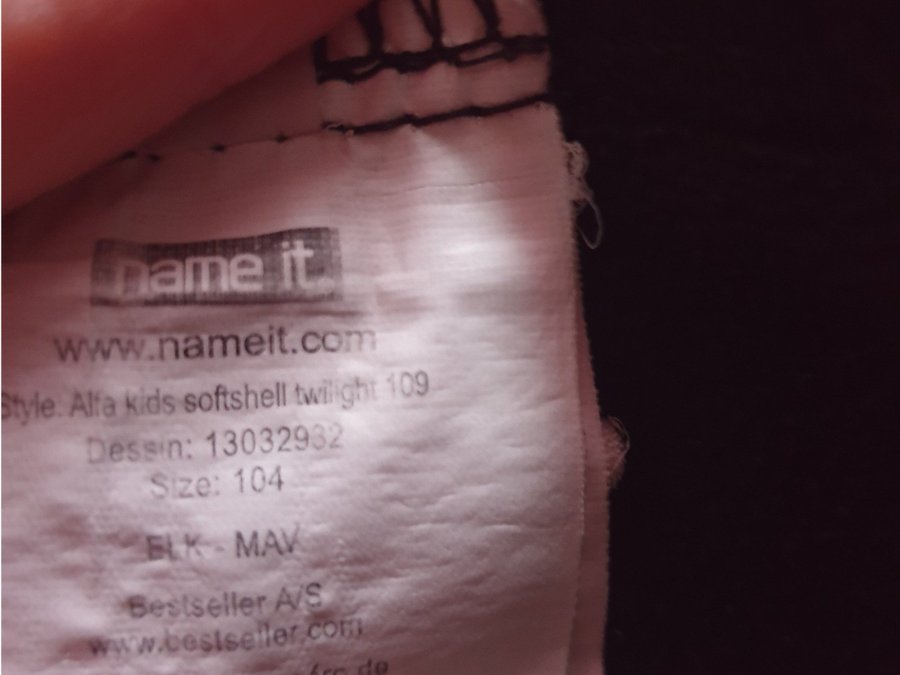 name it.
www.nameit.com
Style. Alfa kids softshell twilight 109
Dessin: 13032932
Size: 104
ELK - MAV
Bestseller A/S
www.bestseller.com